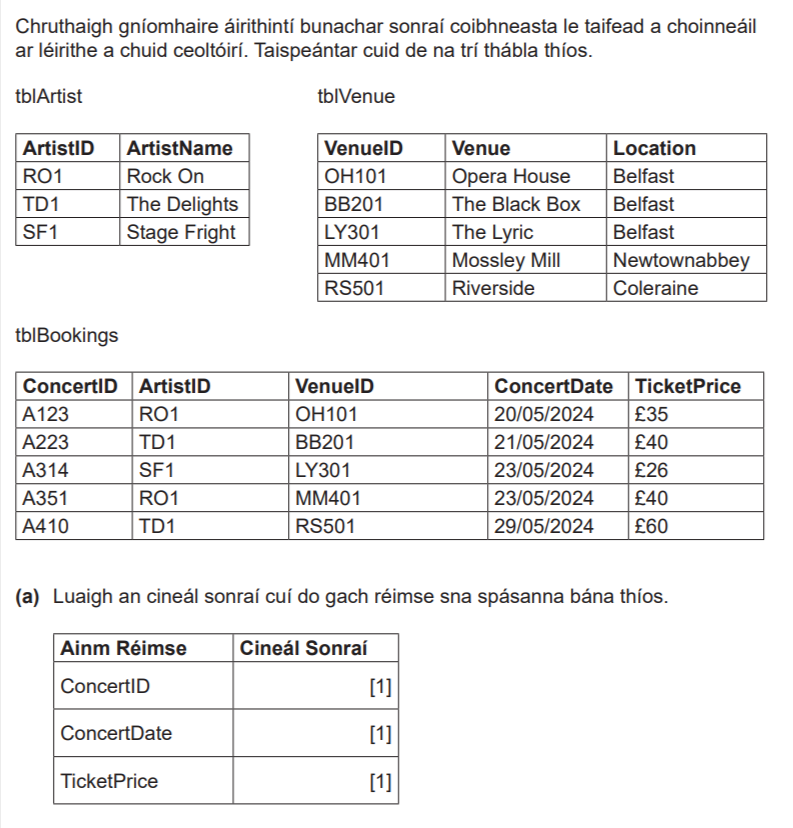 Chruthaigh gníomhaire áirithintí bunachar sonraí coibhneasta le taifead a choinneáil
ar léirithe a chuid ceoltóirí. Taispeántar cuid de na trí thábla thíos.
tblArtist
ArtistID ArtistName
RO1 Rock On
TD1 The Delights
SF1 Stage Fright
tblVenue
VenueID Venue Location
OH101 Opera House Belfast
BB201 The Black Box Belfast
LY301 The Lyric Belfast
MM401 Mossley Mill Newtownabbey
RS501 Riverside Coleraine
tblBookings
ConcertID ArtistID VenueID ConcertDate TicketPrice
A123 RO1 OH101 20/05/2024 £35
A223 TD1 BB201 21/05/2024 £40
A314 SF1 LY301 23/05/2024 £26
A351 RO1 MM401 23/05/2024 £40
A410 TD1 RS501 29/05/2024 £60
(a) Luaigh an cineál sonraí cuí do gach réimse sna spásanna bána thíos.
Ainm Réimse Cineál Sonraí
ConcertID [1]
ConcertDate [1]
TicketPrice [1]